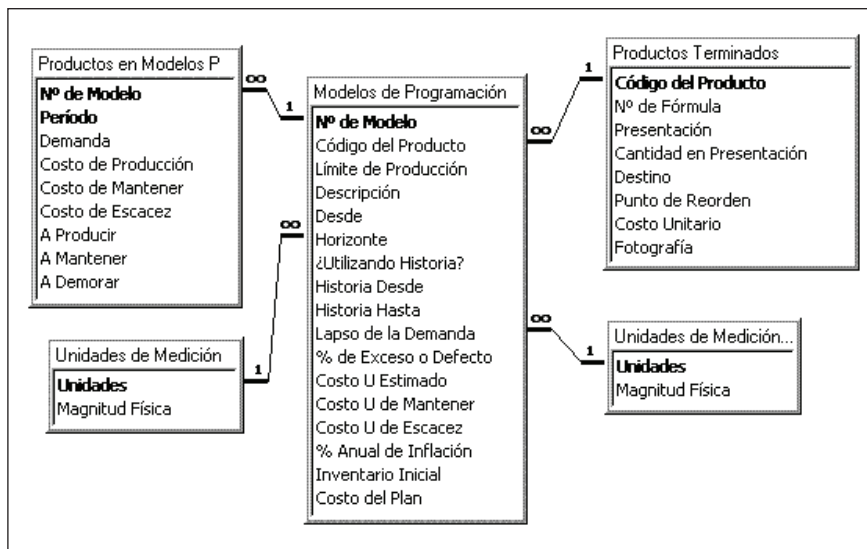 Productos en Modelos P
Nº de Modelo
Período
Demanda
Costo de Producción
Costo de Mantener
Costo de Escacez
A Producir
A Mantener
A Demorar
∞
1
Modelos de Programación
Nº de Modelo
Código del Producto
Límite de Producción
Descripción
Desde
Horizonte
¿Utilizando Historia?
Historia Desde
Historia Hasta
Lapso de la Demanda
% de Exceso o Defecto
Costo U Estimado
Costo U de Mantener
Costo U de Escacez
% Anual de Inflación
Inventario Inicial
Costo del Plan
1
∞
Productos Terminados
Código del Producto
Nº de Fórmula
Presentación
Cantidad en Presentación
Destino
Punto de Reorden
Costo Unitario
Fotografía
∞
1
Unidades de Medición
Unidades
Magnitud Física
∞
1
Unidades de Medición...
Unidades
Magnitud Física